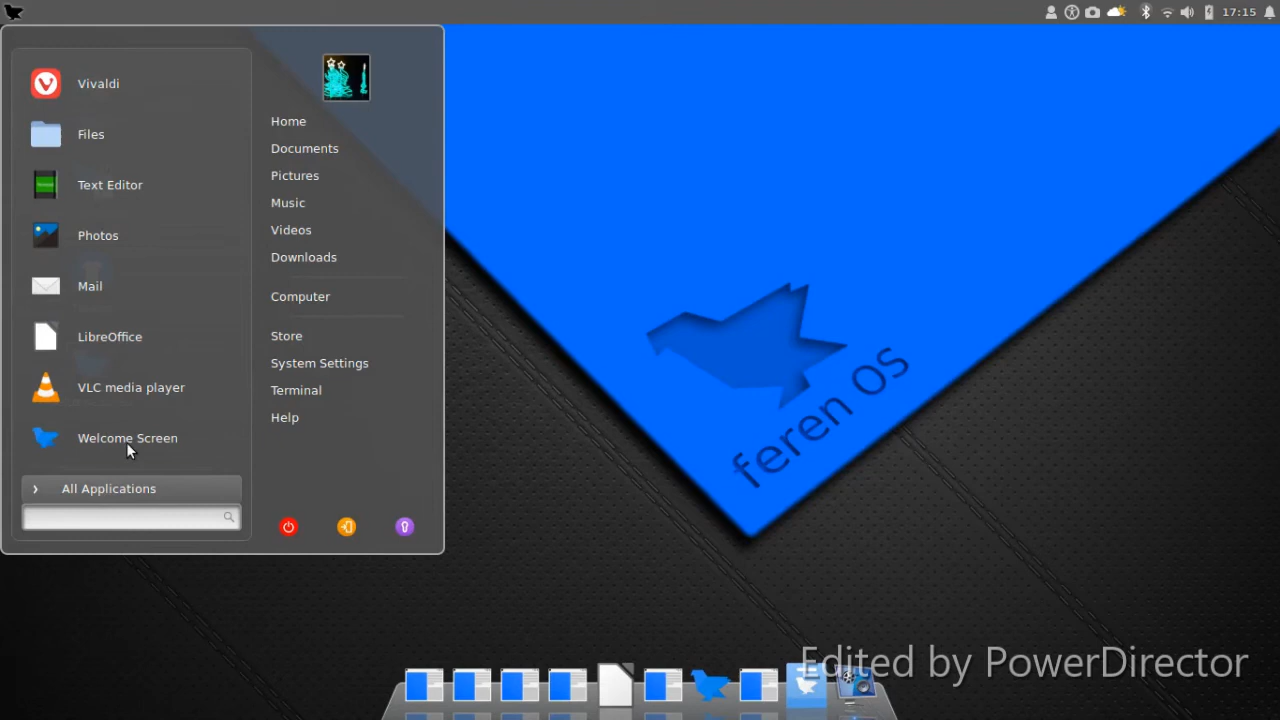 17:15
Vivaldi
Files
Text Editor
Photos
Mail
LibreOffice
VLC media player
Welcome Screen
All Applications
Home
Documents
Pictures
Music
Videos
Downloads
Computer
Store
System Settings
Terminal
Help
feren OS
Edited by PowerDirector